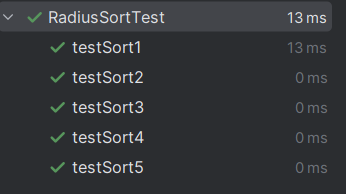 RadiusSortTest 13 ms
testSort1 13 ms
testSort2 0 ms
testSort3 0 ms
testSort4 0 ms
testSort5 0 ms